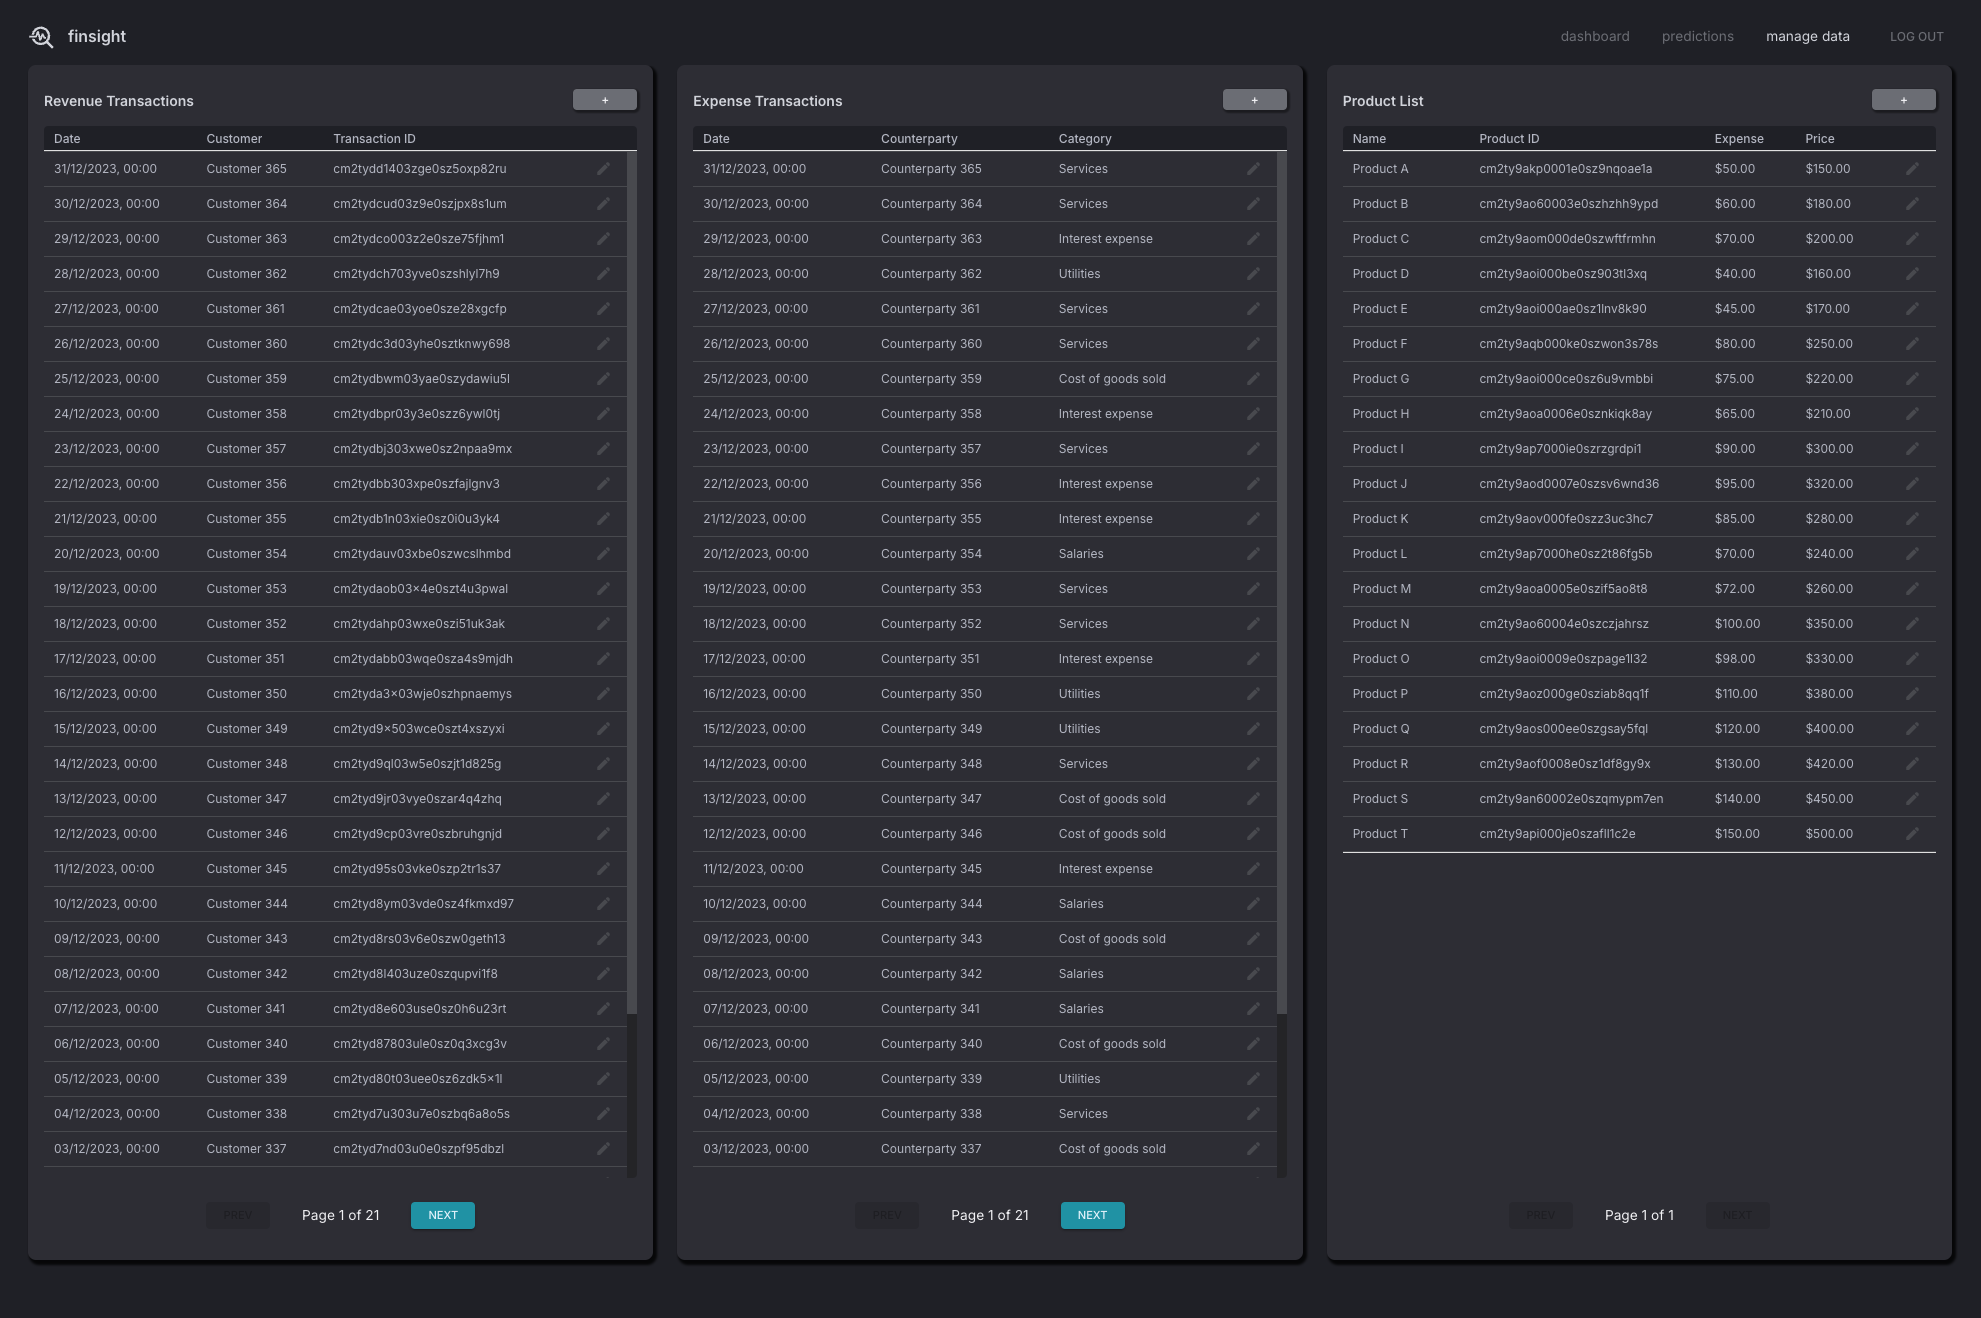 finsight
dashboard predictions manage data LOG OUT
Revenue Transactions +
Date Customer Transaction ID
31/12/2023, 00:00 Customer 365 cm2tydd1403zge0sz5oxp82ru
30/12/2023, 00:00 Customer 364 cm2tydcud03z9e0szjpx8s1um
29/12/2023, 00:00 Customer 363 cm2tydco003z2e0sze75fjhm1
28/12/2023, 00:00 Customer 362 cm2tydch703yve0szshlyl7h9
27/12/2023, 00:00 Customer 361 cm2tydcae03yoe0sze28xgcfp
26/12/2023, 00:00 Customer 360 cm2tydc3d03yhe0sztknwy698
25/12/2023, 00:00 Customer 359 cm2tydbwm03yae0szydawiu5l
24/12/2023, 00:00 Customer 358 cm2tydbpr03y3e0szz6ywl0tj
23/12/2023, 00:00 Customer 357 cm2tydbj303xwe0sz2npaa9mx
22/12/2023, 00:00 Customer 356 cm2tydbb303xpe0szfajlgnv3
21/12/2023, 00:00 Customer 355 cm2tydb1n03xie0sz0i0u3yk4
20/12/2023, 00:00 Customer 354 cm2tydauv03xbe0szwcslhmbd
19/12/2023, 00:00 Customer 353 cm2tydaob03×4e0szt4u3pwal
18/12/2023, 00:00 Customer 352 cm2tydahp03wxe0szi51uk3ak
17/12/2023, 00:00 Customer 351 cm2tydabb03wqe0sza4s9mjdh
16/12/2023, 00:00 Customer 350 cm2tyda3×03wje0szhpnaemys
15/12/2023, 00:00 Customer 349 cm2tyd9×503wce0szt4xszyxi
14/12/2023, 00:00 Customer 348 cm2tyd9ql03w5e0szjt1d825g
13/12/2023, 00:00 Customer 347 cm2tyd9jr03vye0szar4q4zhq
12/12/2023, 00:00 Customer 346 cm2tyd9cp03vre0szbruhgnjd
11/12/2023, 00:00 Customer 345 cm2tyd95s03vke0szp2tr1s37
10/12/2023, 00:00 Customer 344 cm2tyd8ym03vde0sz4fkmxd97
09/12/2023, 00:00 Customer 343 cm2tyd8rs03v6e0szw0geth13
08/12/2023, 00:00 Customer 342 cm2tyd8l403uze0szqupvi1f8
07/12/2023, 00:00 Customer 341 cm2tyd8e603use0sz0h6u23rt
06/12/2023, 00:00 Customer 340 cm2tyd87803ule0sz0q3xcg3v
05/12/2023, 00:00 Customer 339 cm2tyd80t03uee0sz6zdk5×1l
04/12/2023, 00:00 Customer 338 cm2tyd7u303u7e0szbq6a8o5s
03/12/2023, 00:00 Customer 337 cm2tyd7nd03u0e0szpf95dbzl
PREV Page 1 of 21 NEXT
Expense Transactions +
Date Counterparty Category
31/12/2023, 00:00 Counterparty 365 Services
30/12/2023, 00:00 Counterparty 364 Services
29/12/2023, 00:00 Counterparty 363 Interest expense
28/12/2023, 00:00 Counterparty 362 Utilities
27/12/2023, 00:00 Counterparty 361 Services
26/12/2023, 00:00 Counterparty 360 Services
25/12/2023, 00:00 Counterparty 359 Cost of goods sold
24/12/2023, 00:00 Counterparty 358 Interest expense
23/12/2023, 00:00 Counterparty 357 Services
22/12/2023, 00:00 Counterparty 356 Interest expense
21/12/2023, 00:00 Counterparty 355 Interest expense
20/12/2023, 00:00 Counterparty 354 Salaries
19/12/2023, 00:00 Counterparty 353 Services
18/12/2023, 00:00 Counterparty 352 Services
17/12/2023, 00:00 Counterparty 351 Interest expense
16/12/2023, 00:00 Counterparty 350 Utilities
15/12/2023, 00:00 Counterparty 349 Utilities
14/12/2023, 00:00 Counterparty 348 Services
13/12/2023, 00:00 Counterparty 347 Cost of goods sold
12/12/2023, 00:00 Counterparty 346 Cost of goods sold
11/12/2023, 00:00 Counterparty 345 Interest expense
10/12/2023, 00:00 Counterparty 344 Salaries
09/12/2023, 00:00 Counterparty 343 Cost of goods sold
08/12/2023, 00:00 Counterparty 342 Salaries
07/12/2023, 00:00 Counterparty 341 Salaries
06/12/2023, 00:00 Counterparty 340 Cost of goods sold
05/12/2023, 00:00 Counterparty 339 Utilities
04/12/2023, 00:00 Counterparty 338 Services
03/12/2023, 00:00 Counterparty 337 Cost of goods sold
PREV Page 1 of 21 NEXT
Product List +
Name Product ID Expense Price
Product A cm2ty9akp0001e0sz9nqoae1a $50.00 $150.00
Product B cm2ty9ao60003e0szhzhh9ypd $60.00 $180.00
Product C cm2ty9aom000de0szwftfrmhn $70.00 $200.00
Product D cm2ty9aoi000be0sz903tl3xq $40.00 $160.00
Product E cm2ty9aoi000ae0sz1lnv8k90 $45.00 $170.00
Product F cm2ty9aqb000ke0szwon3s78s $80.00 $250.00
Product G cm2ty9aoi000ce0sz6u9vmbbi $75.00 $220.00
Product H cm2ty9aoa0006e0sznkiqk8ay $65.00 $210.00
Product I cm2ty9ap7000ie0szrzgrdpi1 $90.00 $300.00
Product J cm2ty9aod0007e0szsv6wnd36 $95.00 $320.00
Product K cm2ty9aov000fe0szz3uc3hc7 $85.00 $280.00
Product L cm2ty9ap7000he0sz2t86fg5b $70.00 $240.00
Product M cm2ty9aoa0005e0szif5ao8t8 $72.00 $260.00
Product N cm2ty9ao60004e0szczjahrsz $100.00 $350.00
Product O cm2ty9aoi0009e0szpage1l32 $98.00 $330.00
Product P cm2ty9aoz000ge0sziab8qq1f $110.00 $380.00
Product Q cm2ty9aos000ee0szgsay5fql $120.00 $400.00
Product R cm2ty9aof0008e0sz1df8gy9x $130.00 $420.00
Product S cm2ty9an60002e0szqmypm7en $140.00 $450.00
Product T cm2ty9api000je0szafll1c2e $150.00 $500.00
PREV Page 1 of 1 NEXT